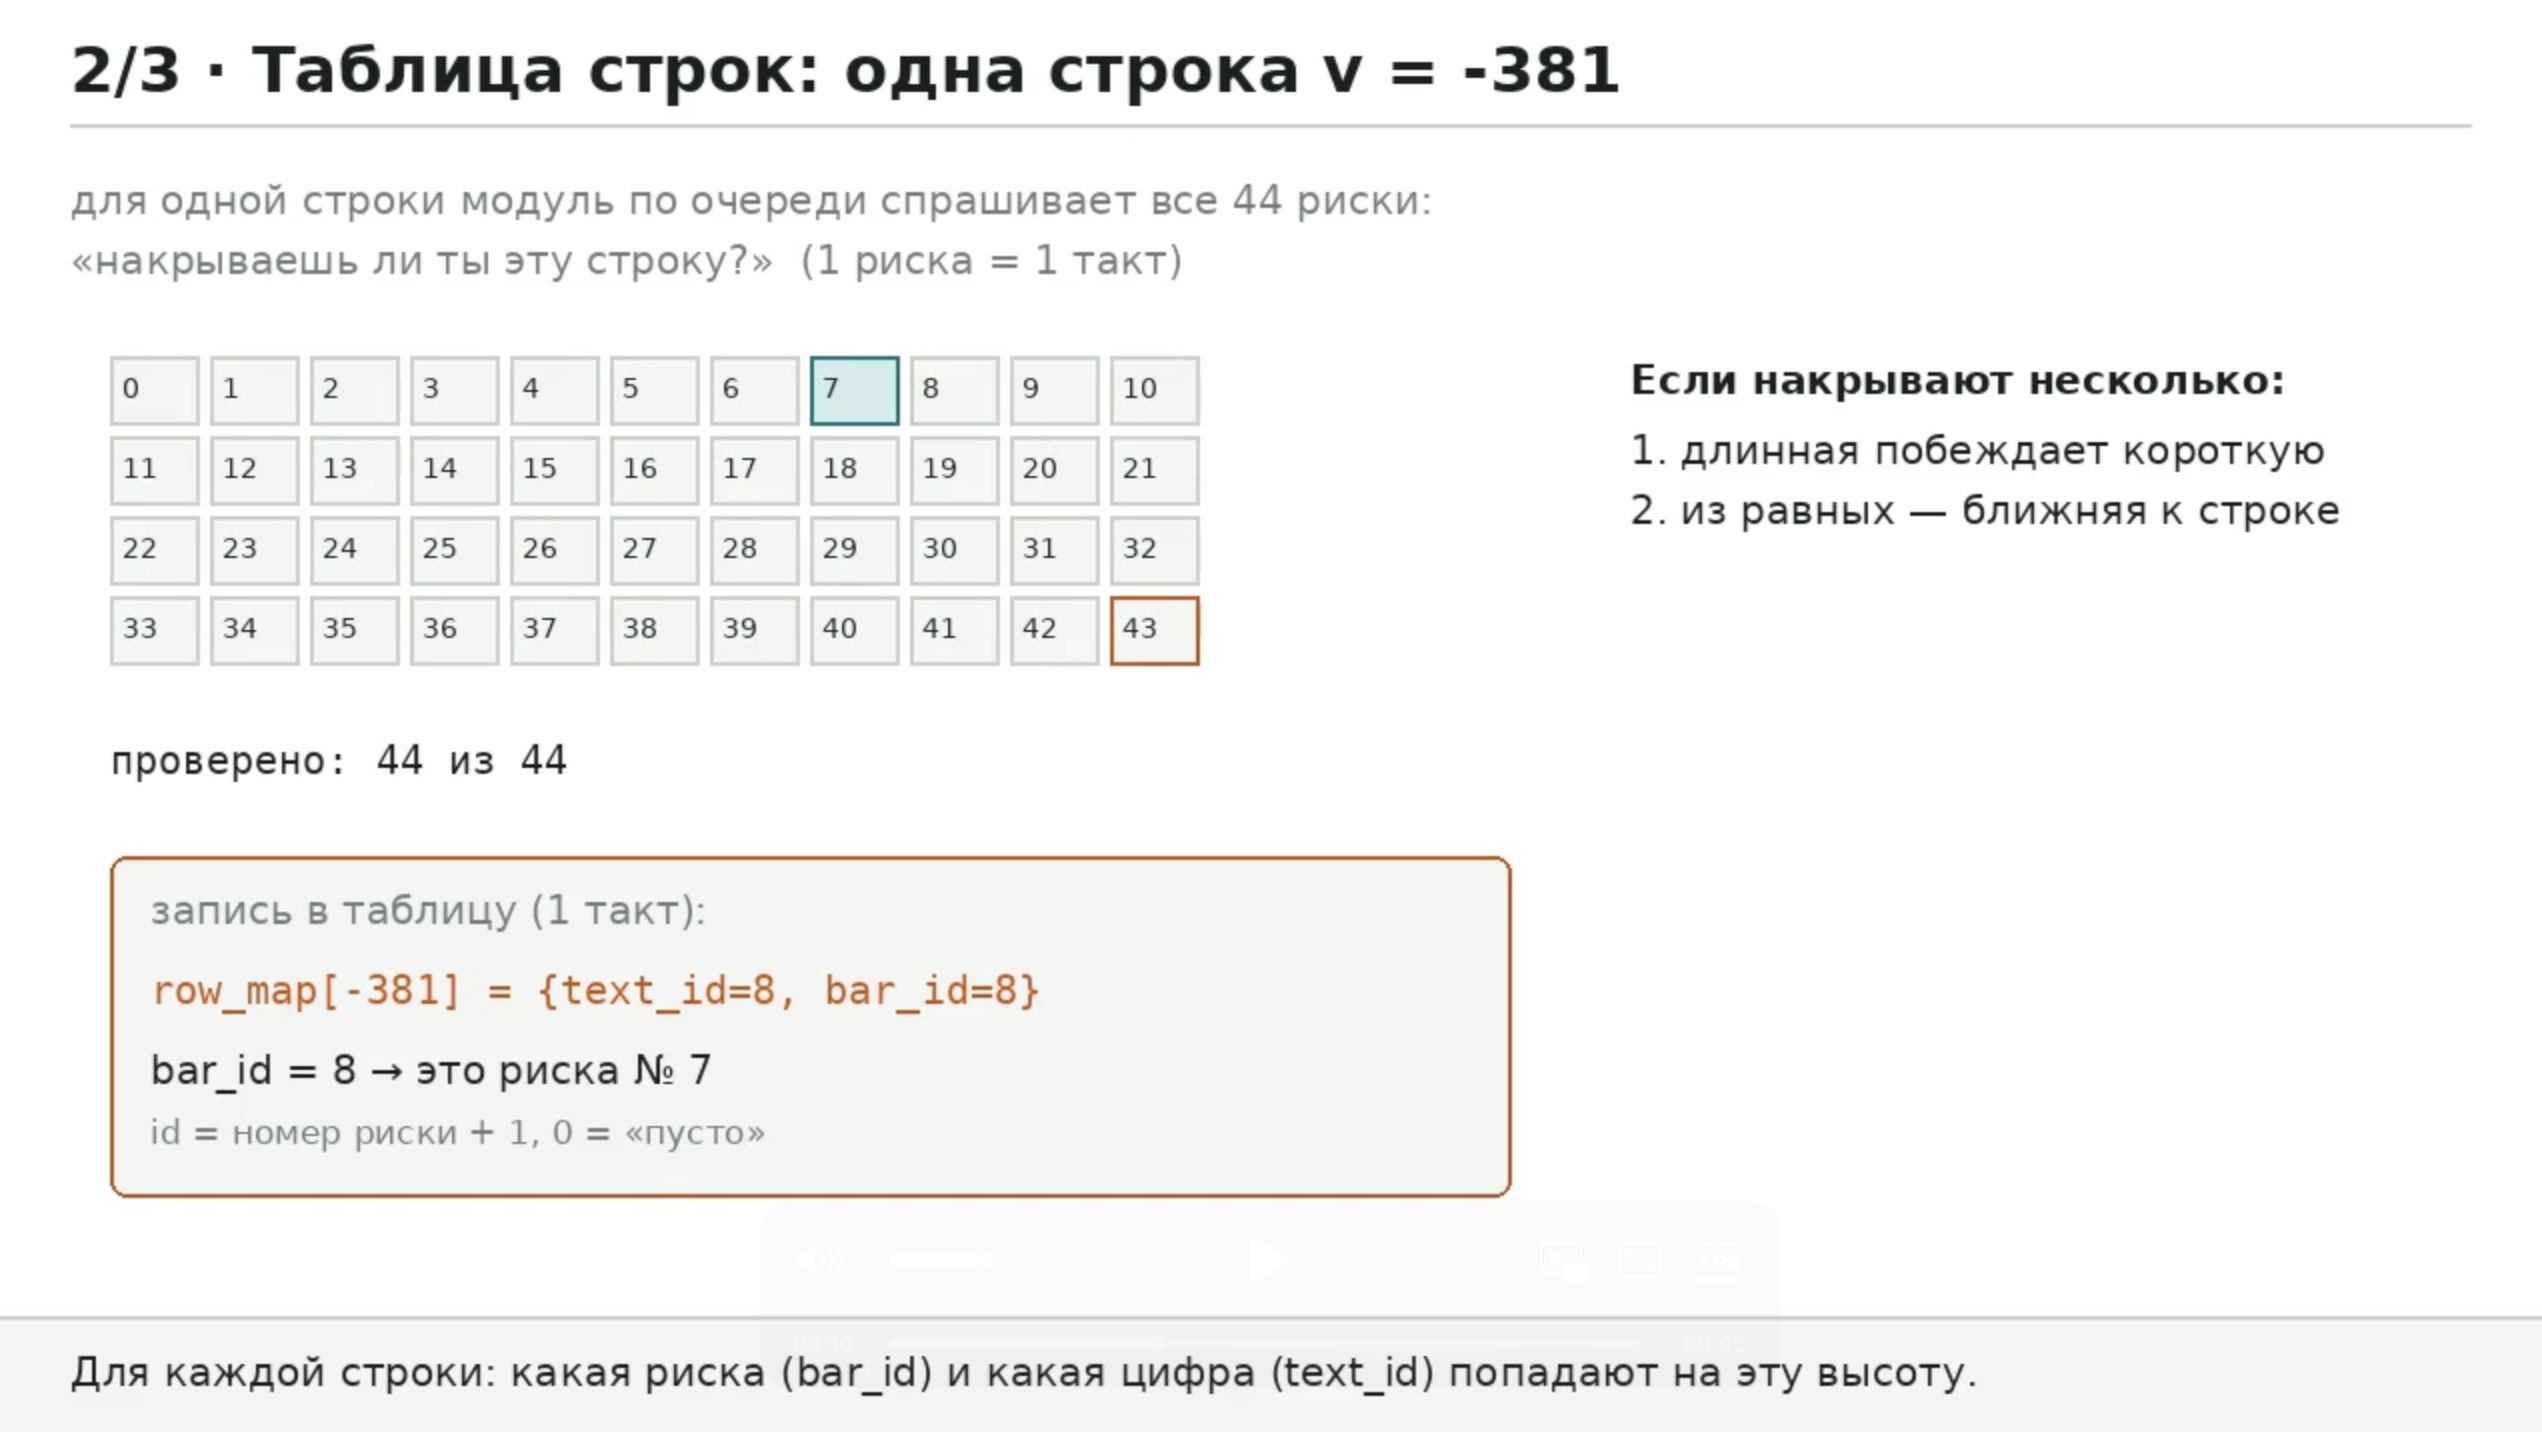 2/3 · Таблица строк: одна строка v = -381
для одной строки модуль по очереди спрашивает все 44 риски:
«накрываешь ли ты эту строку?» (1 риска = 1 такт)
0 1 2 3 4 5 6 7 8 9 10
11 12 13 14 15 16 17 18 19 20 21
22 23 24 25 26 27 28 29 30 31 32
33 34 35 36 37 38 39 40 41 42 43
Если накрывают несколько:
1. длинная побеждает короткую
2. из равных — ближняя к строке
проверено: 44 из 44
запись в таблицу (1 такт):
row_map[-381] = {text_id=8, bar_id=8}
bar_id = 8 → это риска № 7
id = номер риски + 1, 0 = «пусто»
1.0x
Для каждой строки: какая риска (bar_id) и какая цифра (text_id) попадают на эту высоту.